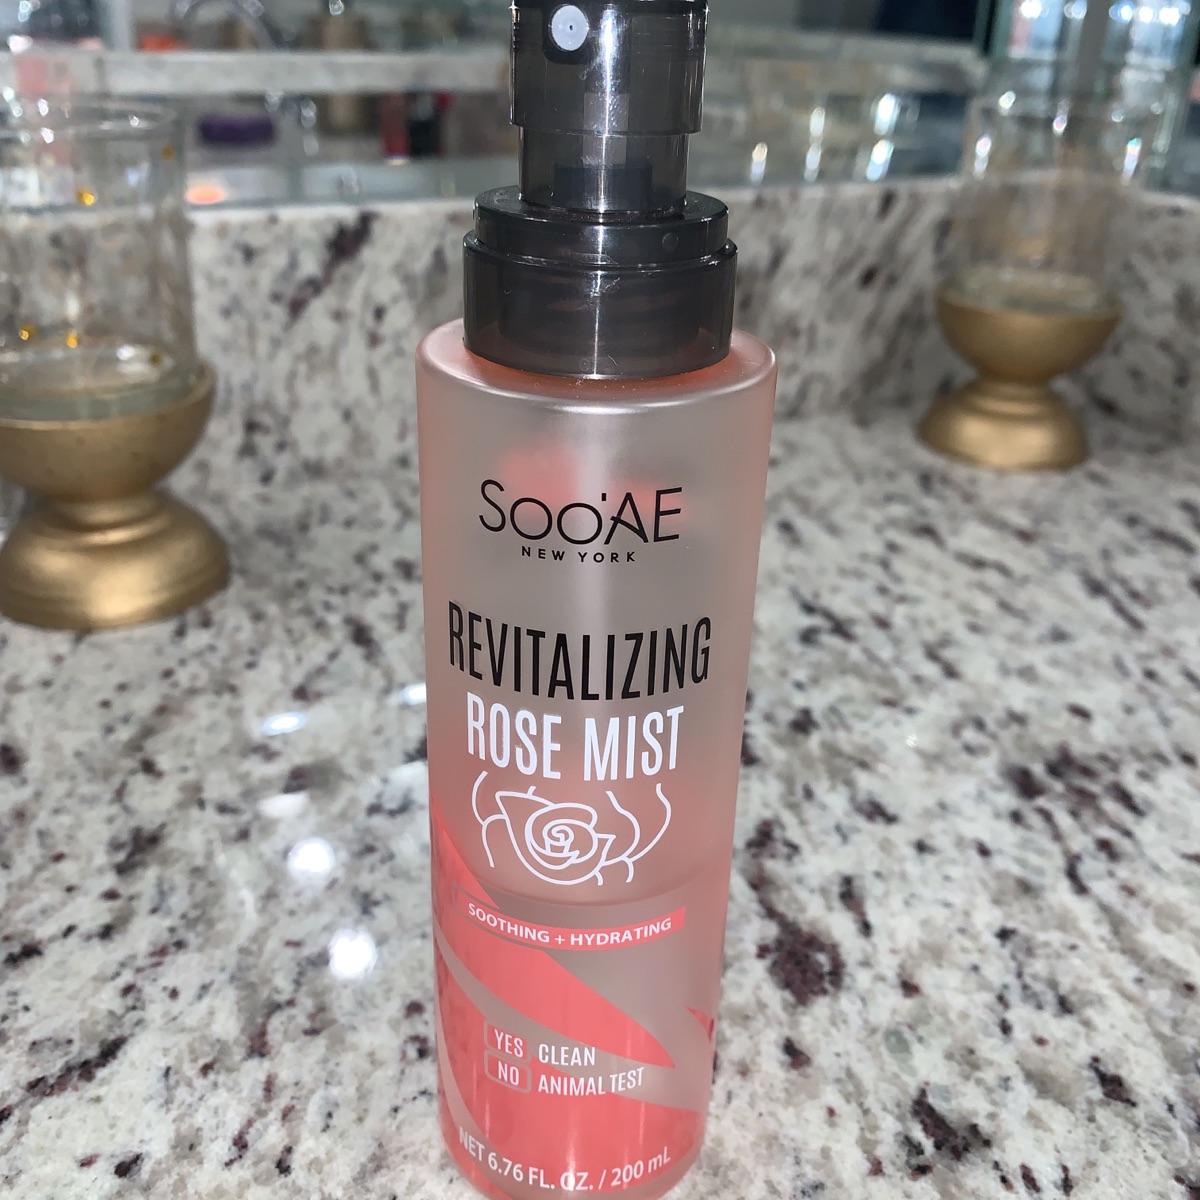 SOO'AE
NEW YORK
REVITALIZING
ROSE MIST
SOOTHING + HYDRATING
YES CLEAN
NO ANIMAL TEST
NET 6.76 FL. OZ. / 200 mL